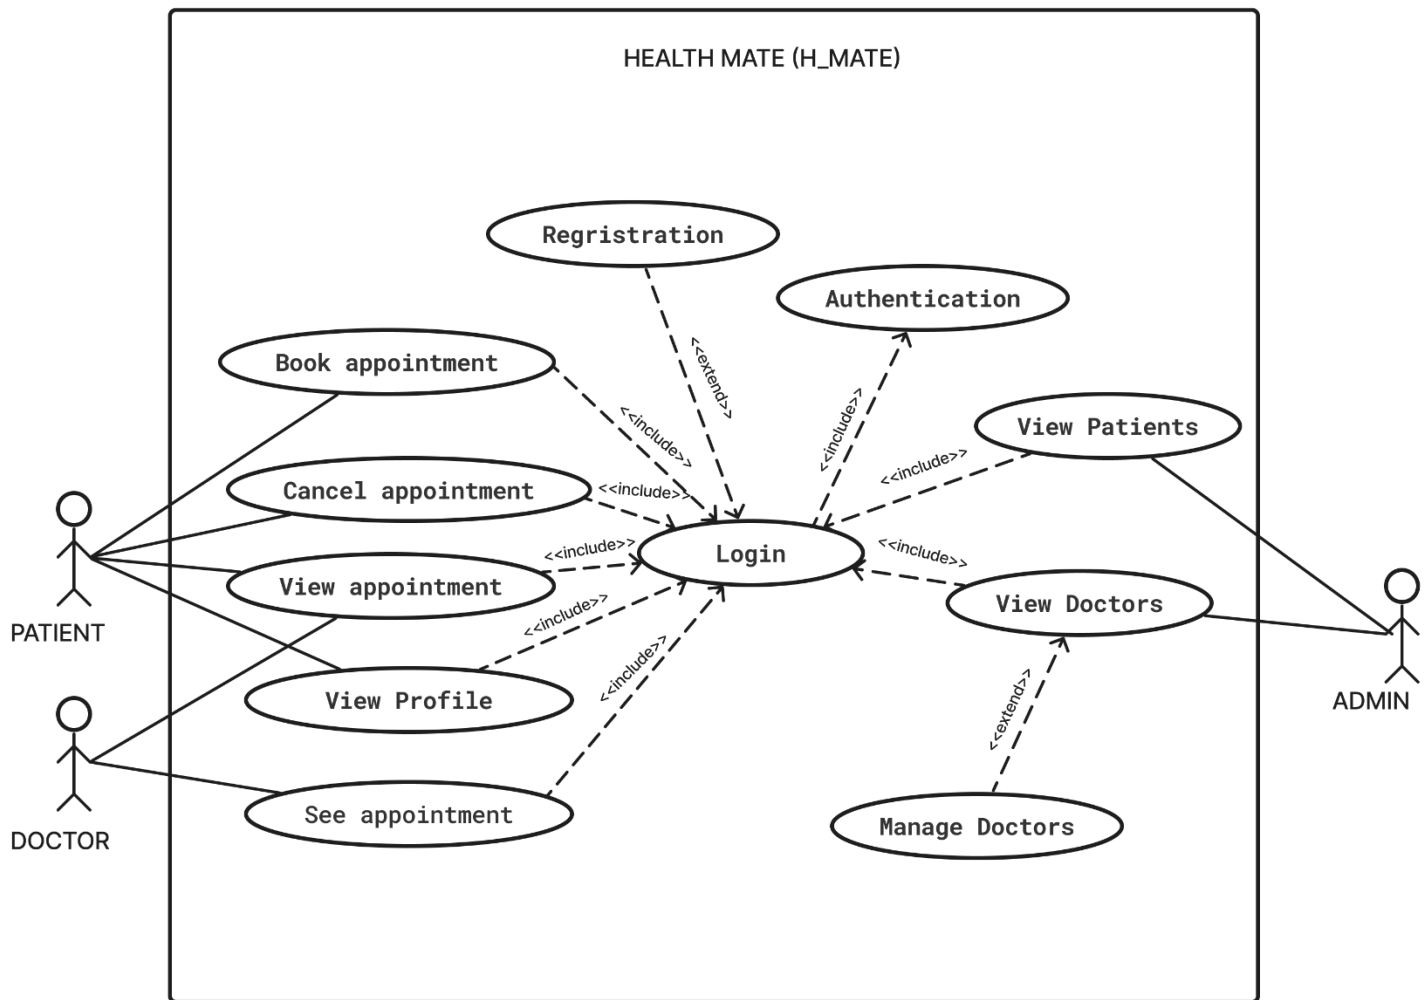 HEALTH MATE (H_MATE)
Regristration
Authentication
<<extend>>
Book appointment
<<include>>
<<include>>
View Patients
<<include>>
Cancel appointment
<<include>>
PATIENT
View appointment
<<include>>
Login
<<include>>
View Doctors
<<include>>
View Profile
<<include>>
<<extend>>
ADMIN
DOCTOR
See appointment
Manage Doctors